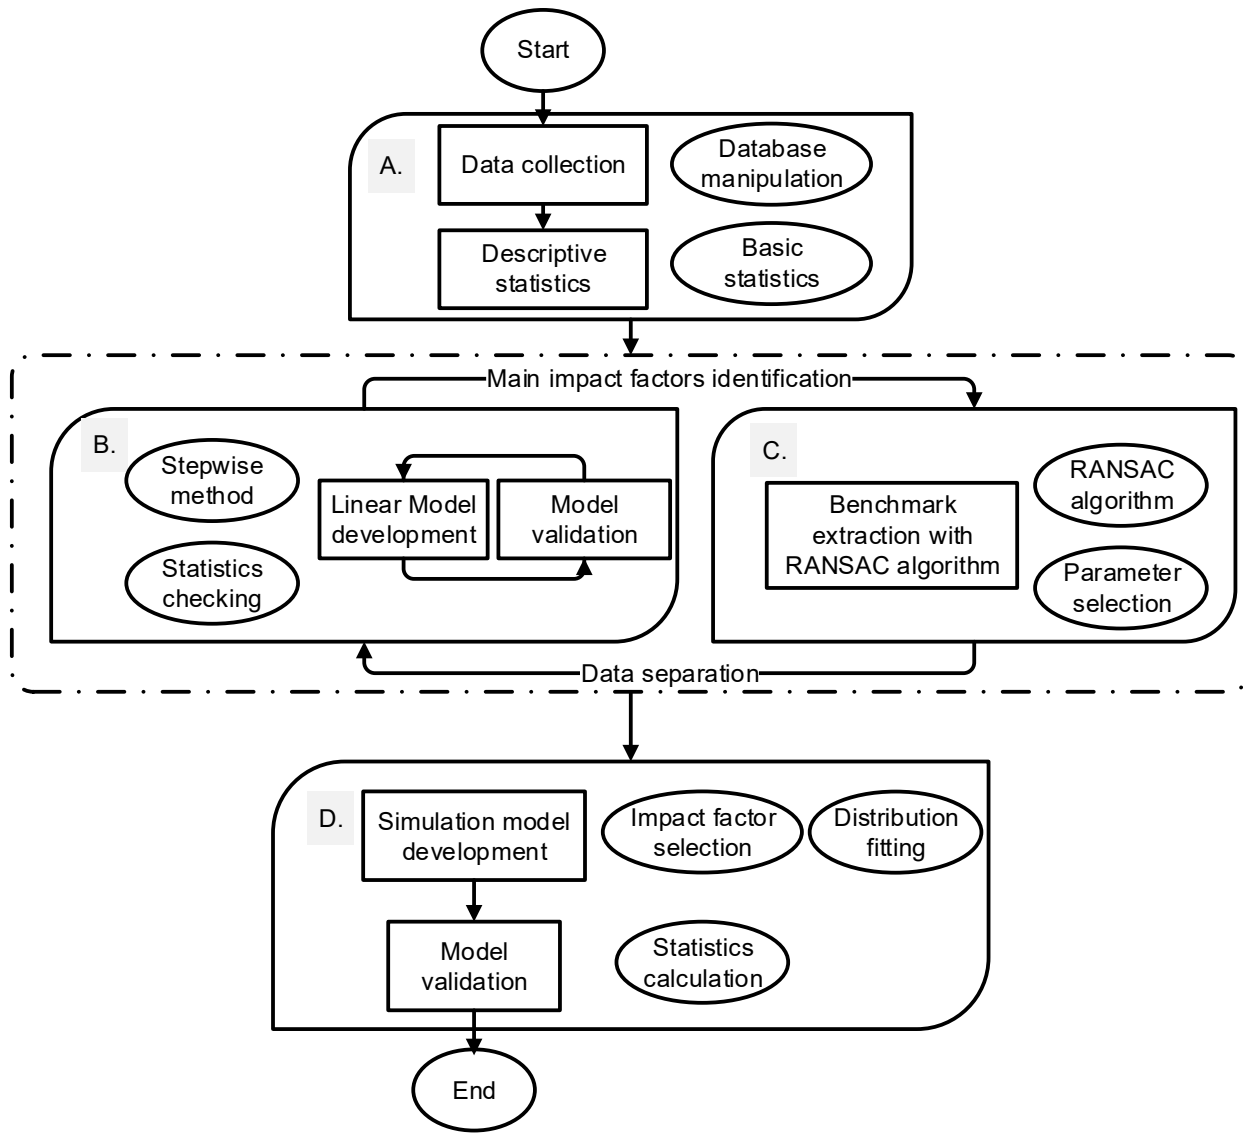 Start
A.
Data collection
Database
manipulation
Descriptive
statistics
Basic
statistics
Main impact factors identification
B.
Stepwise
method
Statistics
checking
Linear Model
development
Model
validation
C.
Benchmark
extraction with
RANSAC algorithm
RANSAC
algorithm
Parameter
selection
Data separation
D.
Simulation model
development
Impact factor
selection
Distribution
fitting
Model
validation
Statistics
calculation
End